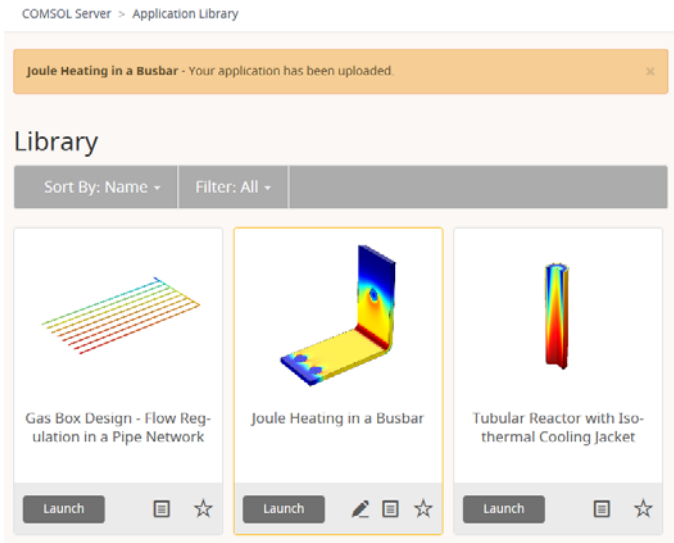 COMSOL Server > Application Library
Joule Heating in a Busbar - Your application has been uploaded. ×
Library
Sort By: Name Filter: All
Gas Box Design - Flow Reg-
ulation in a Pipe Network
Joule Heating in a Busbar
Tubular Reactor with Iso-
thermal Cooling Jacket
Launch
Launch
Launch